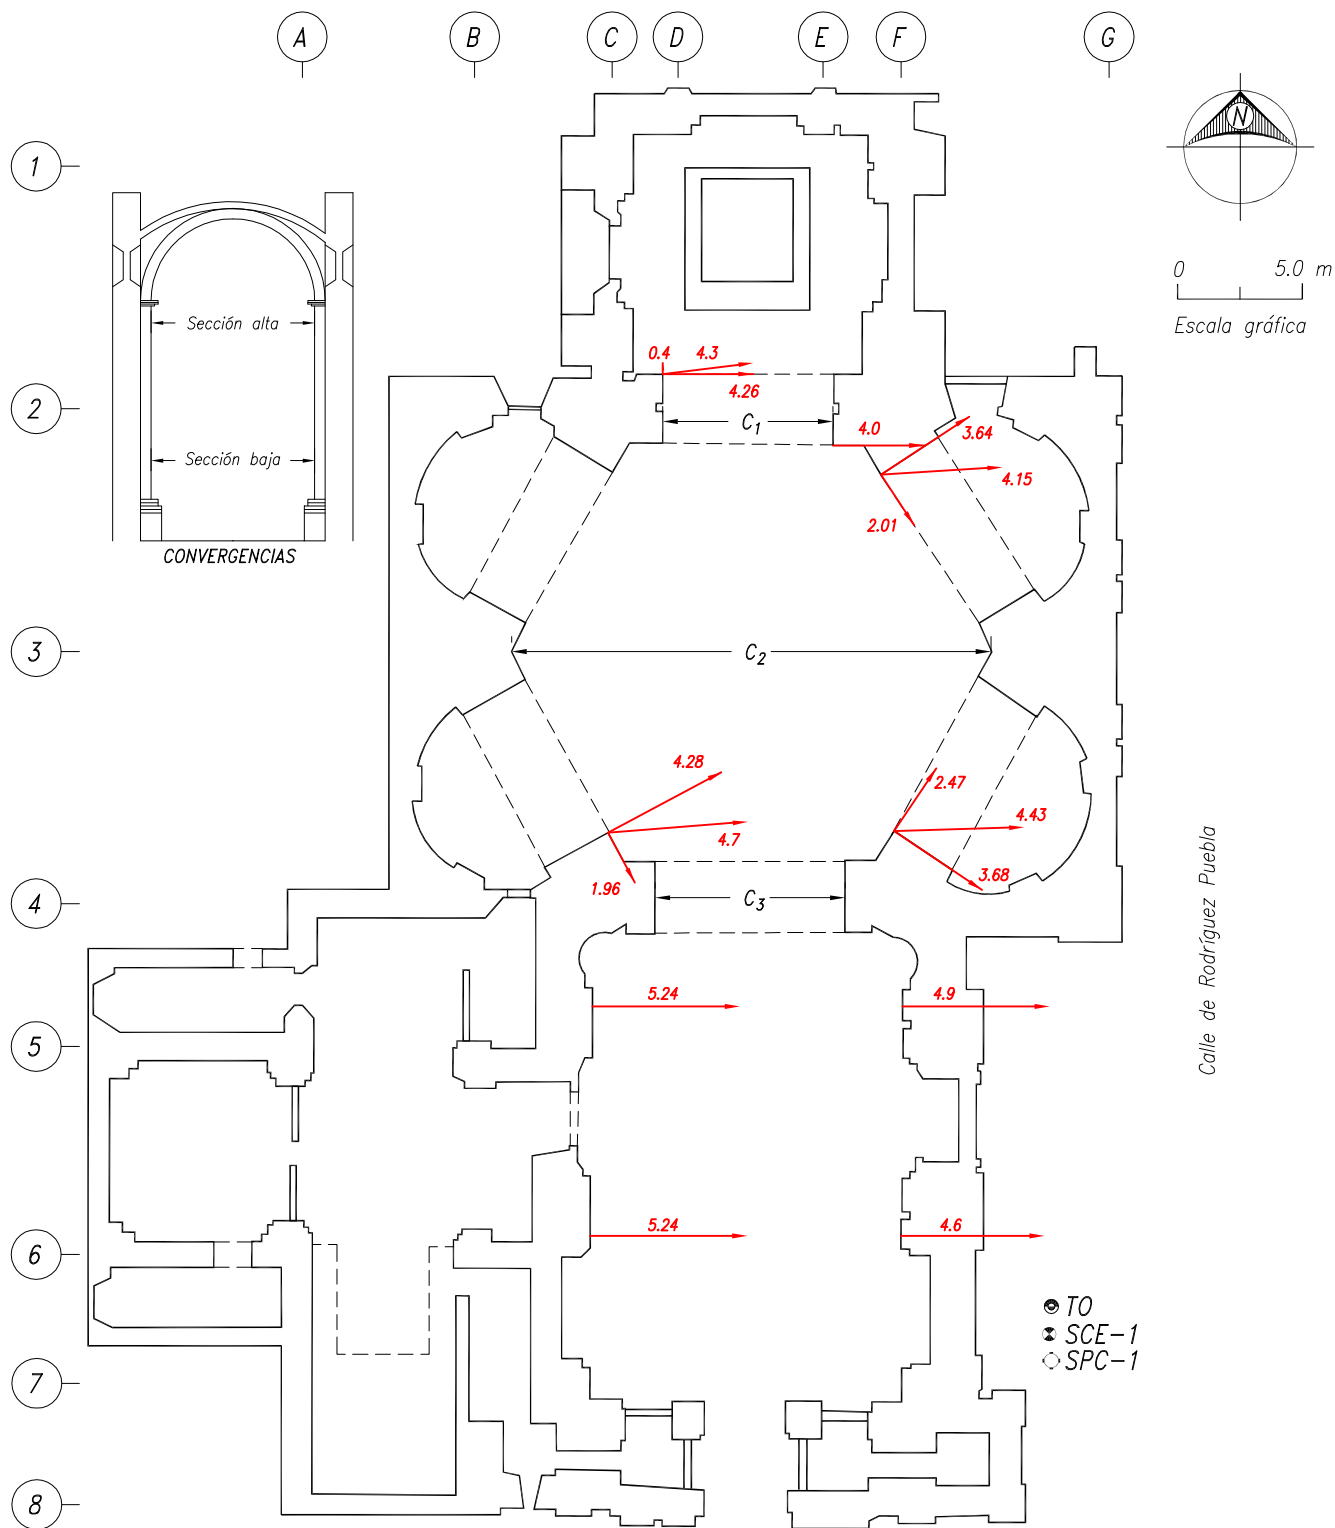 A B C D E F G
1
N
0 5.0 m
Escala gráfica
Sección alta
Sección baja
CONVERGENCIAS
0.4 4.3
4.26
2
C1
4.0
3.64
4.15
2.01
3
C2
4.28
4.7
1.96
2.47
4.43
3.68
4
C3
Calle de Rodríguez Puebla
5.24
4.9
5
5.24
4.6
6
TO
SCE-1
SPC-1
7
8